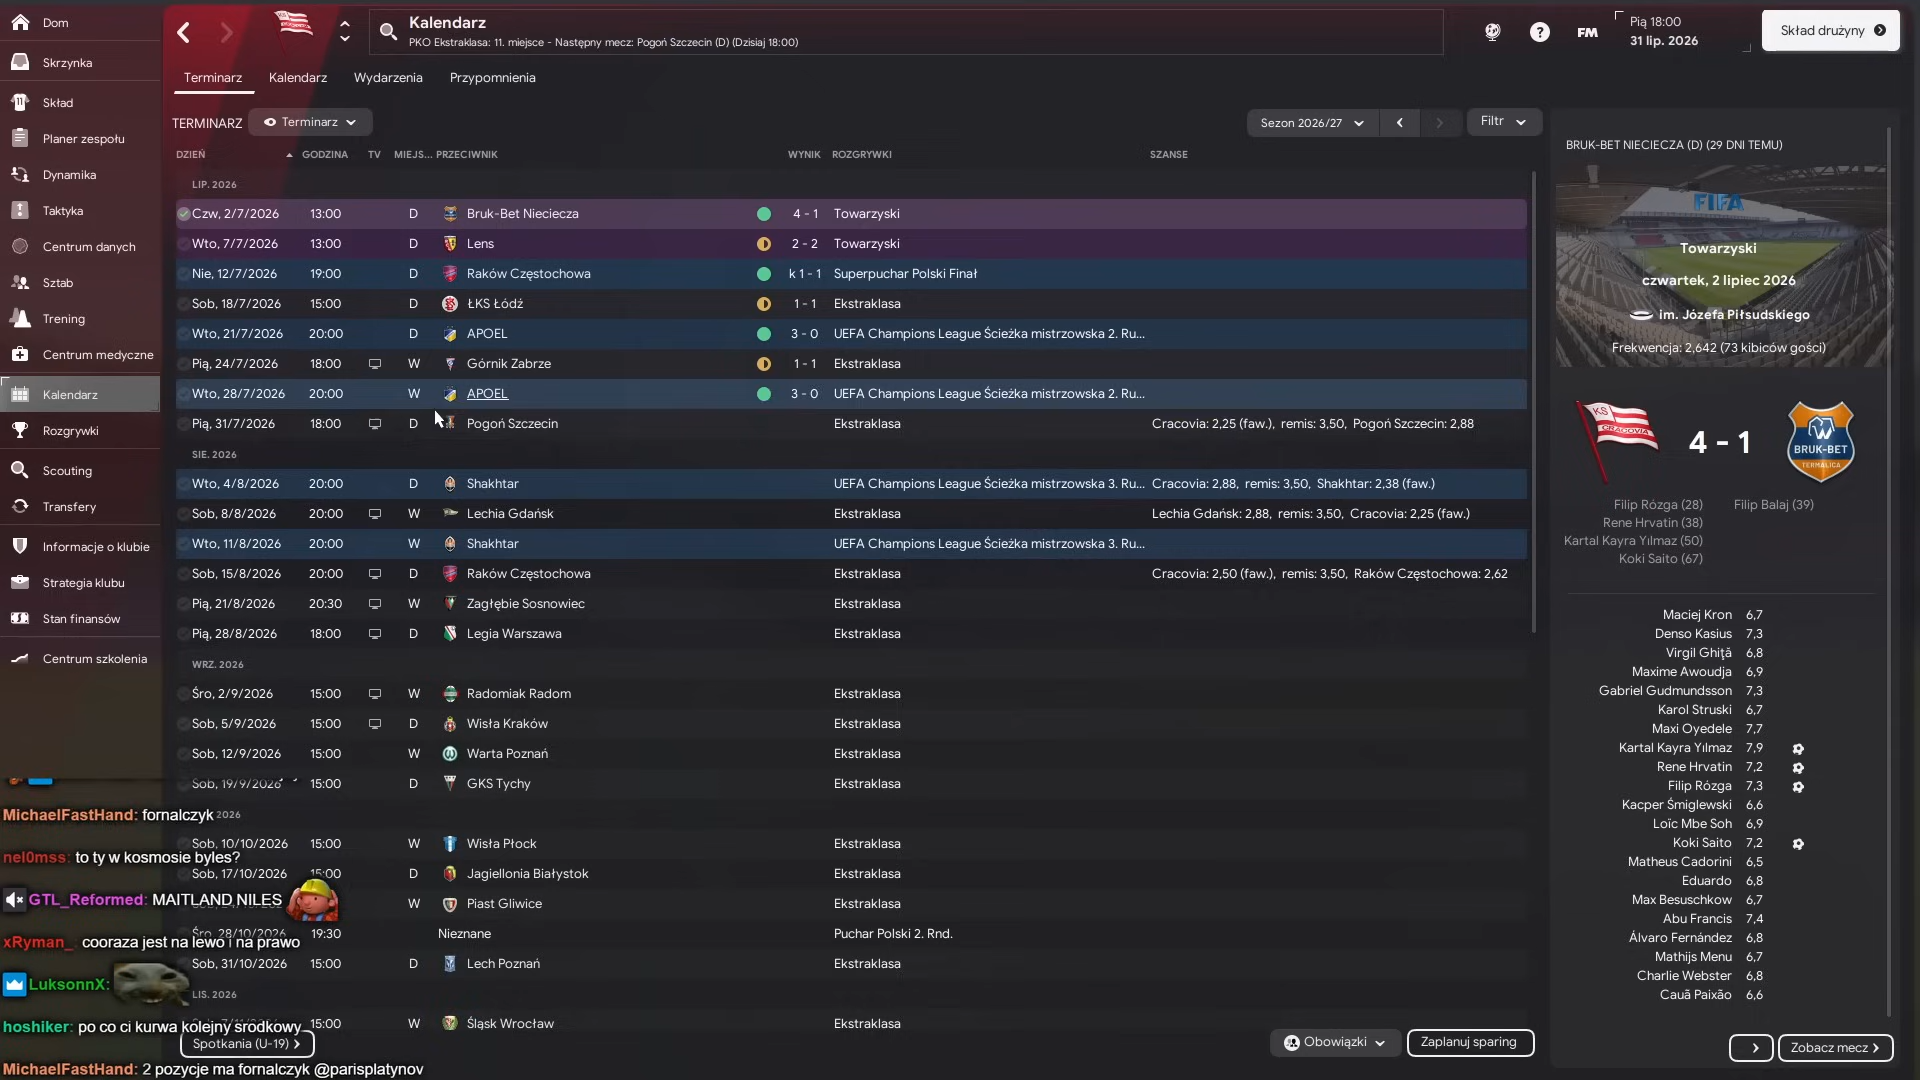 Dom
Skrzynka
Skład
Planer zespołu
Dynamika
Taktyka
Centrum danych
Sztab
Trening
Centrum medyczne
Kalendarz
Rozgrywki
Scouting
Transfery
Informacje o klubie
Strategia klubu
Stan finansów
Centrum szkolenia
Kalendarz
PKO Ekstraklasa: 11. miejsce - Następny mecz: Pogoń Szczecin (D) (Dzisiaj 18:00)
FM
Pią 18:00
31 lip. 2026
Skład drużyny
Terminarz Kalendarz Wydarzenia Przypomnienia
TERMINARZ Terminarz Sezon 2026/27 Filtr
DZIEŃ GODZINA TV MIEJS... PRZECIWNIK WYNIK ROZGRYWKI SZANSE
LIP. 2026
Czw, 2/7/2026 13:00 D Bruk-Bet Nieciecza 4 - 1 Towarzyski
Wto, 7/7/2026 13:00 D Lens 2 - 2 Towarzyski
Nie, 12/7/2026 19:00 D Raków Częstochowa k 1 - 1 Superpuchar Polski Finał
Sob, 18/7/2026 15:00 D ŁKS Łódź 1 - 1 Ekstraklasa
Wto, 21/7/2026 20:00 D APOEL 3 - 0 UEFA Champions League Ścieżka mistrzowska 2. Ru...
Pią, 24/7/2026 18:00 W Górnik Zabrze 1 - 1 Ekstraklasa
Wto, 28/7/2026 20:00 W APOEL 3 - 0 UEFA Champions League Ścieżka mistrzowska 2. Ru...
Pią, 31/7/2026 18:00 D Pogoń Szczecin Ekstraklasa Cracovia: 2,25 (faw.), remis: 3,50, Pogoń Szczecin: 2,88
SIE. 2026
Wto, 4/8/2026 20:00 D Shakhtar UEFA Champions League Ścieżka mistrzowska 3. Ru... Cracovia: 2,88, remis: 3,50, Shakhtar: 2,38 (faw.)
Sob, 8/8/2026 20:00 W Lechia Gdańsk Ekstraklasa Lechia Gdańsk: 2,88, remis: 3,50, Cracovia: 2,25 (faw.)
Wto, 11/8/2026 20:00 W Shakhtar UEFA Champions League Ścieżka mistrzowska 3. Ru...
Sob, 15/8/2026 20:00 D Raków Częstochowa Ekstraklasa Cracovia: 2,50 (faw.), remis: 3,50, Raków Częstochowa: 2,62
Pią, 21/8/2026 20:30 W Zagłębie Sosnowiec Ekstraklasa
Pią, 28/8/2026 18:00 D Legia Warszawa Ekstraklasa
WRZ. 2026
Śro, 2/9/2026 15:00 W Radomiak Radom Ekstraklasa
Sob, 5/9/2026 15:00 D Wisła Kraków Ekstraklasa
Sob, 12/9/2026 15:00 W Warta Poznań Ekstraklasa
Sob, 19/9/2026 15:00 D GKS Tychy Ekstraklasa
2026
Sob, 10/10/2026 15:00 W Wisła Płock Ekstraklasa
Sob, 17/10/2026 15:00 D Jagiellonia Białystok Ekstraklasa
W Piast Gliwice Ekstraklasa
Śro, 28/10/2026 19:30 Nieznane Puchar Polski 2. Rnd.
Sob, 31/10/2026 15:00 D Lech Poznań Ekstraklasa
LIS. 2026
15:00 W Śląsk Wrocław Ekstraklasa
Spotkania (U-19)
Obowiązki
Zaplanuj sparing
MichaelFastHand: fornalczyk
nel0mss: to ty w kosmosie byles?
GTL_Reformed: MAITLAND NILES
xRyman_: cooraza jest na lewo i na prawo
LuksonnX:
hoshiker: po co ci kurwa kolejny srodkowy
MichaelFastHand: 2 pozycje ma fornalczyk @parisplatynov
BRUK-BET NIECIECZA (D) (29 DNI TEMU)
FIFA
Towarzyski
czwartek, 2 lipiec 2026
im. Józefa Piłsudskiego
Frekwencja: 2,642 (73 kibiców gości)
KS
CRACOVIA
4 - 1
BRUK-BET
TERMALICA
Filip Rózga (28) Filip Balaj (39)
Rene Hrvatin (38)
Kartal Kayra Yılmaz (50)
Koki Saito (67)
Maciej Kron 6,7
Denso Kasius 7,3
Virgil Ghiță 6,8
Maxime Awoudja 6,9
Gabriel Gudmundsson 7,3
Karol Struski 6,7
Maxi Oyedele 7,7
Kartal Kayra Yılmaz 7,9
Rene Hrvatin 7,2
Filip Rózga 7,3
Kacper Śmiglewski 6,6
Loïc Mbe Soh 6,9
Koki Saito 7,2
Matheus Cadorini 6,5
Eduardo 6,8
Max Besuschkow 6,7
Abu Francis 7,4
Álvaro Fernández 6,8
Mathijs Menu 6,7
Charlie Webster 6,8
Cauã Paixão 6,6
Zobacz mecz